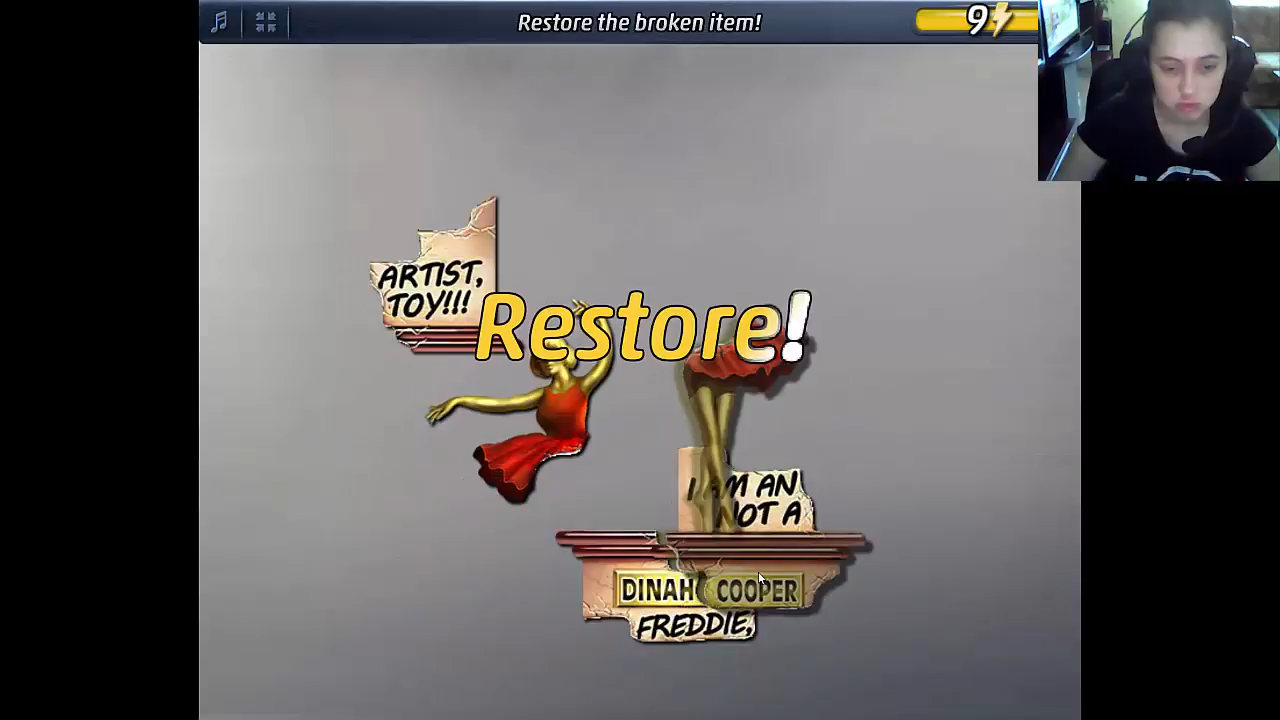 Restore the broken item!
9
ARTIST,
TOY!!!
Restore!
I AM AN
NOT A
DINAH COOPER
FREDDIE,